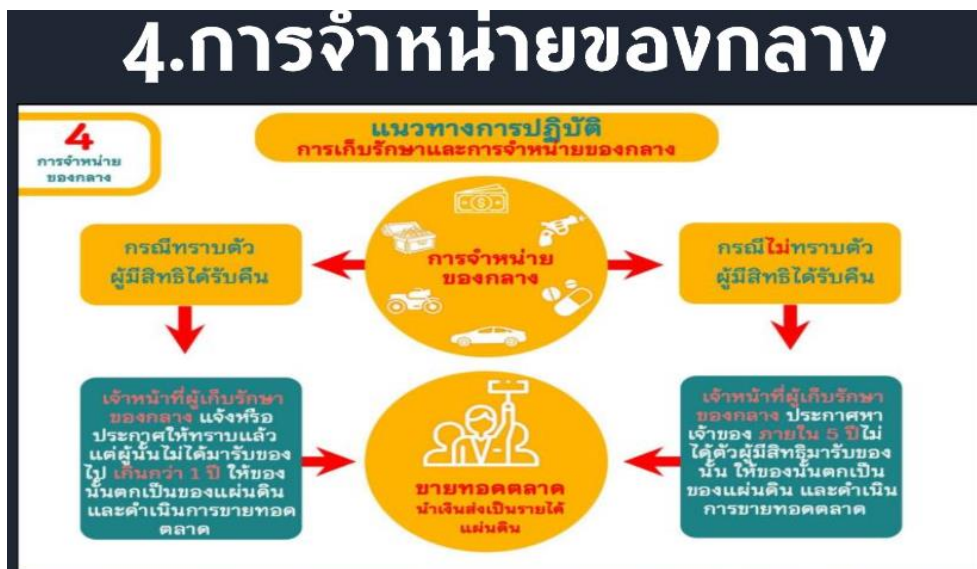 4.การจำหน่ายของกลาง
4
การจำหน่าย
ของกลาง
แนวทางการปฏิบัติ
การเก็บรักษาและการจำหน่ายของกลาง
กรณีทราบตัว
ผู้มีสิทธิได้รับคืน
การจำหน่าย
ของกลาง
กรณีไม่ทราบตัว
ผู้มีสิทธิได้รับคืน
เจ้าหน้าที่ผู้เก็บรักษา
ของกลาง แจ้งหรือ
ประกาศให้ทราบแล้ว
แต่ผู้นั้นไม่ได้มารับของ
ไป เกินกว่า 1 ปี ให้ของ
นั้นตกเป็นของแผ่นดิน
และดำเนินการขายทอด
ตลาด
ขายทอดตลาด
นำเงินส่งเป็นรายได้
แผ่นดิน
เจ้าหน้าที่ผู้เก็บรักษา
ของกลาง ประกาศหา
เจ้าของ ภายใน 5 ปีไม่
ได้ตัวผู้มีสิทธิมารับของ
นั้น ให้ของนั้นตกเป็น
ของแผ่นดิน และดำเนิน
การขายทอดตลาด